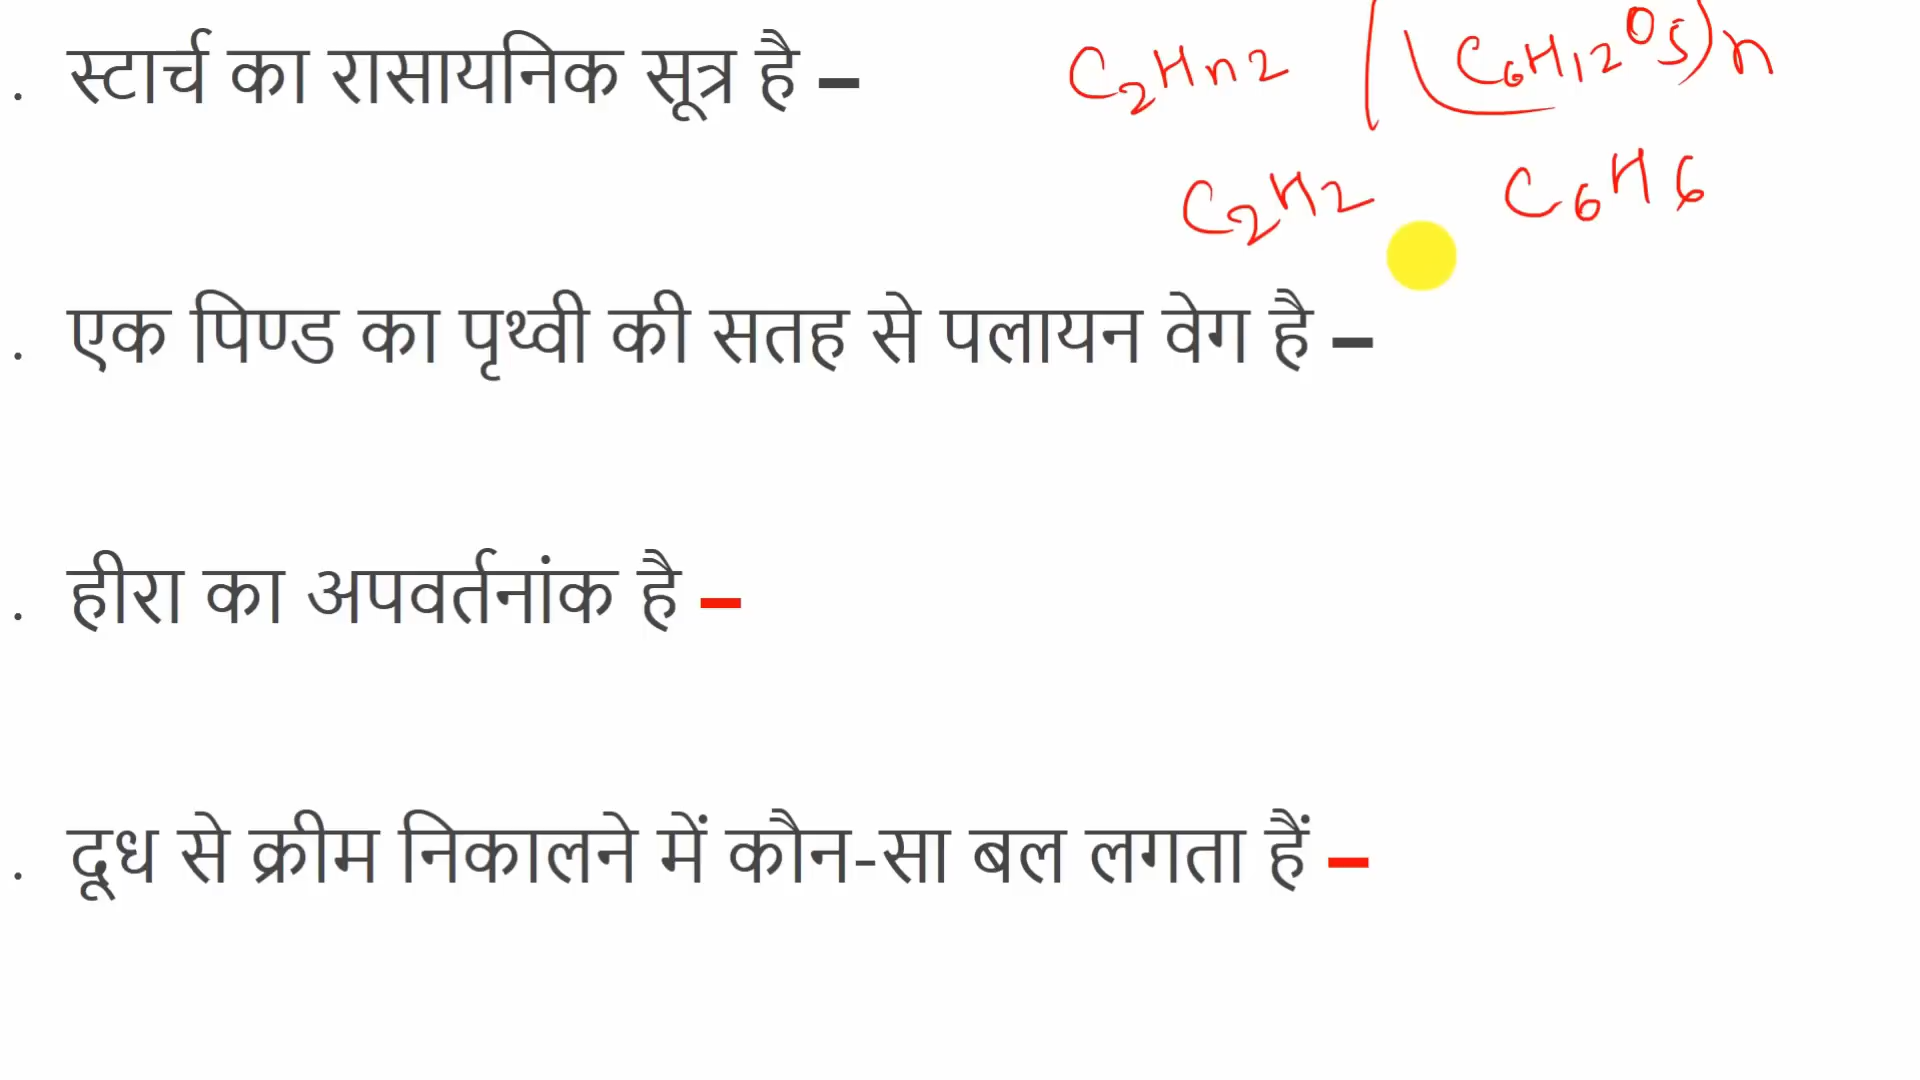 . स्टार्च का रासायनिक सूत्र है – C₂Hn2 (C₆H12O5)n
C₂H2 C₆H6
. एक पिण्ड का पृथ्वी की सतह से पलायन वेग है –
. हीरा का अपवर्तनांक है –
. दूध से क्रीम निकालने में कौन-सा बल लगता हैं –